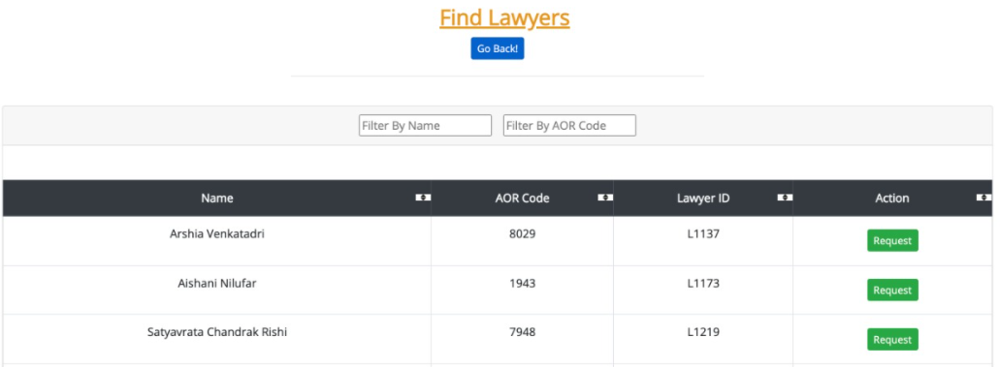 Find Lawyers
Go Back!
Filter By Name Filter By AOR Code
Name AOR Code Lawyer ID Action
Arshia Venkatadri 8029 L1137 Request
Aishani Nilufar 1943 L1173 Request
Satyavrata Chandrak Rishi 7948 L1219 Request